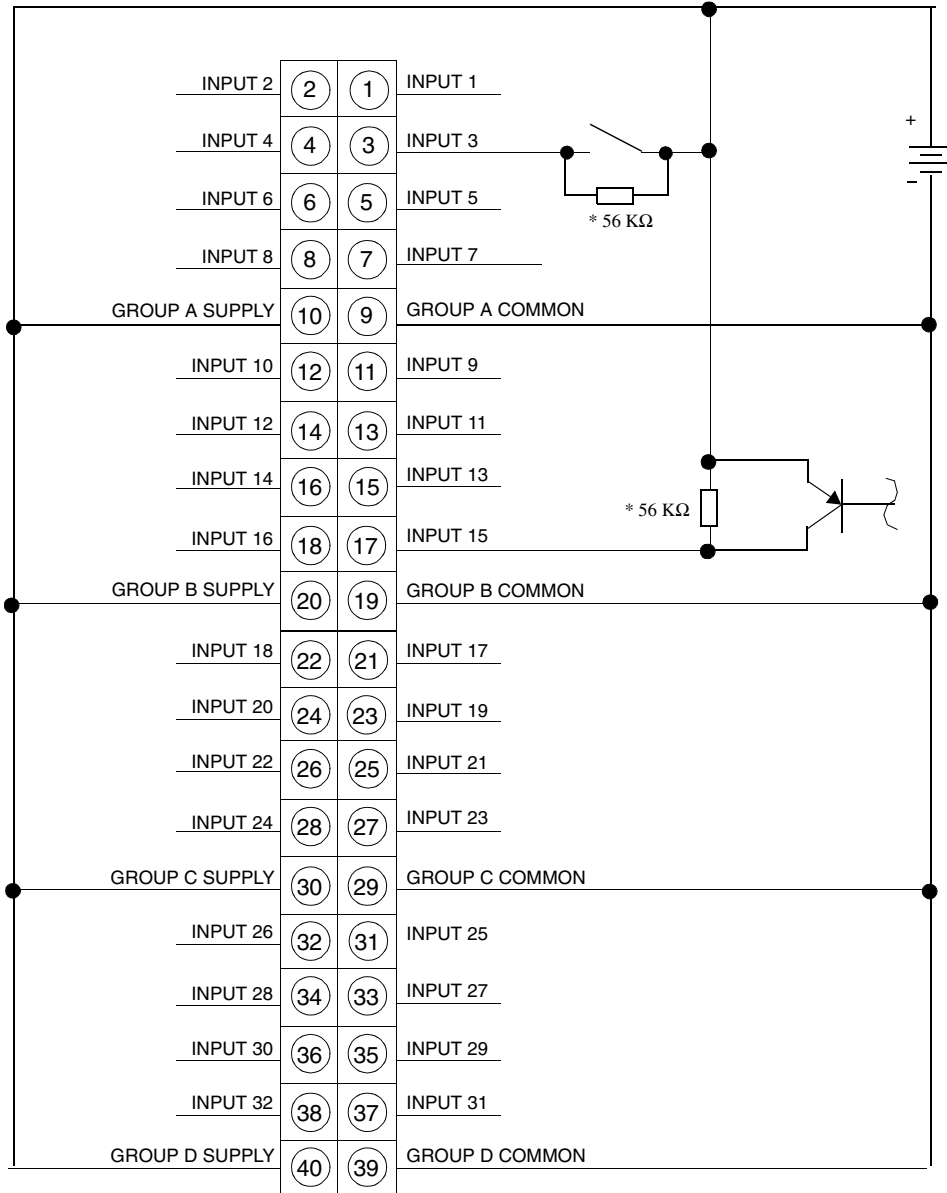 INPUT 2 2 1 INPUT 1
+
INPUT 4 4 3 INPUT 3
−
INPUT 6 6 5 INPUT 5
* 56 KΩ
INPUT 8 8 7 INPUT 7
GROUP A SUPPLY 10 9 GROUP A COMMON
INPUT 10 12 11 INPUT 9
INPUT 12 14 13 INPUT 11
INPUT 14 16 15 INPUT 13
* 56 KΩ
INPUT 16 18 17 INPUT 15
GROUP B SUPPLY 20 19 GROUP B COMMON
INPUT 18 22 21 INPUT 17
INPUT 20 24 23 INPUT 19
INPUT 22 26 25 INPUT 21
INPUT 24 28 27 INPUT 23
GROUP C SUPPLY 30 29 GROUP C COMMON
INPUT 26 32 31 INPUT 25
INPUT 28 34 33 INPUT 27
INPUT 30 36 35 INPUT 29
INPUT 32 38 37 INPUT 31
GROUP D SUPPLY 40 39 GROUP D COMMON